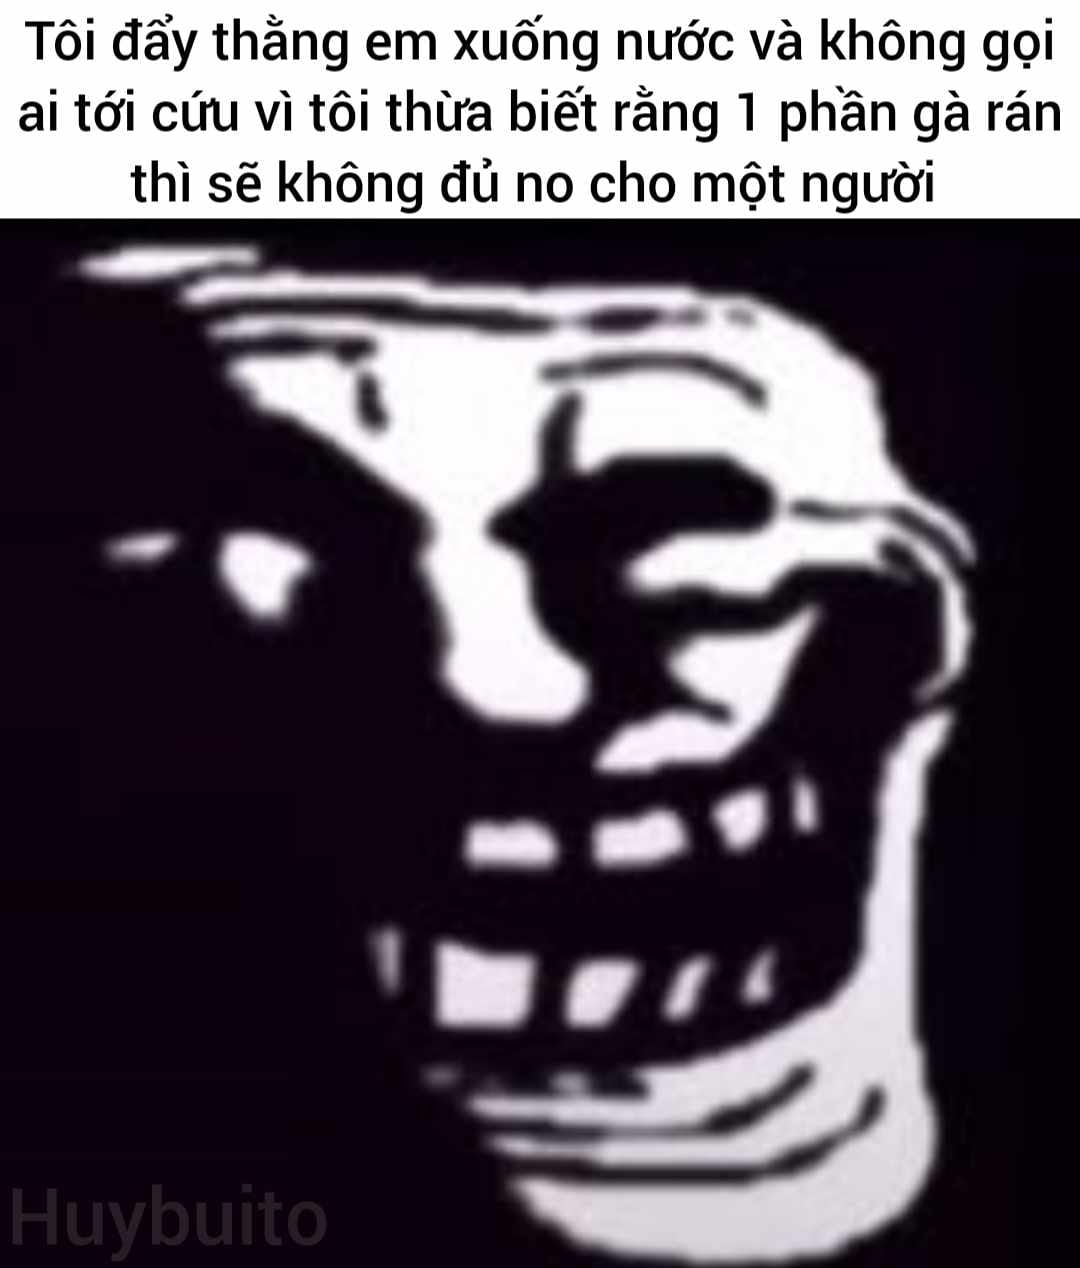 Tôi đẩy thằng em xuống nước và không gọi
ai tới cứu vì tôi thừa biết rằng 1 phần gà rán
thì sẽ không đủ no cho một người
Huybuito